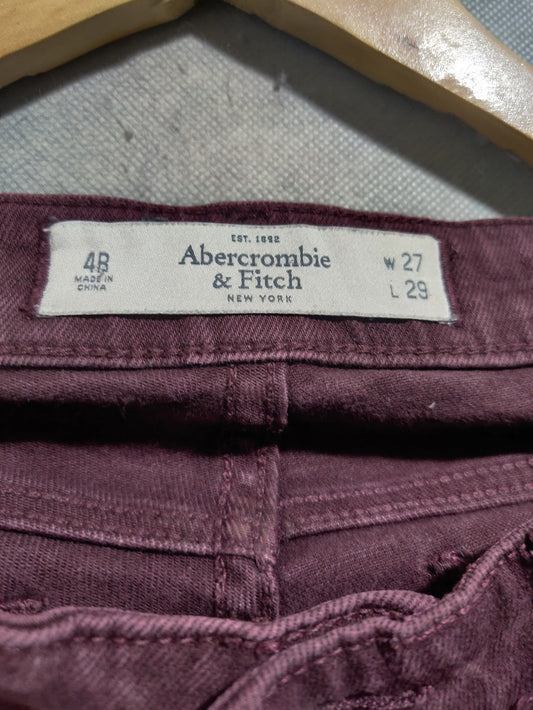 4R
MADE IN
CHINA
EST. 1892
Abercrombie
& Fitch
NEW YORK
W 27
L 29